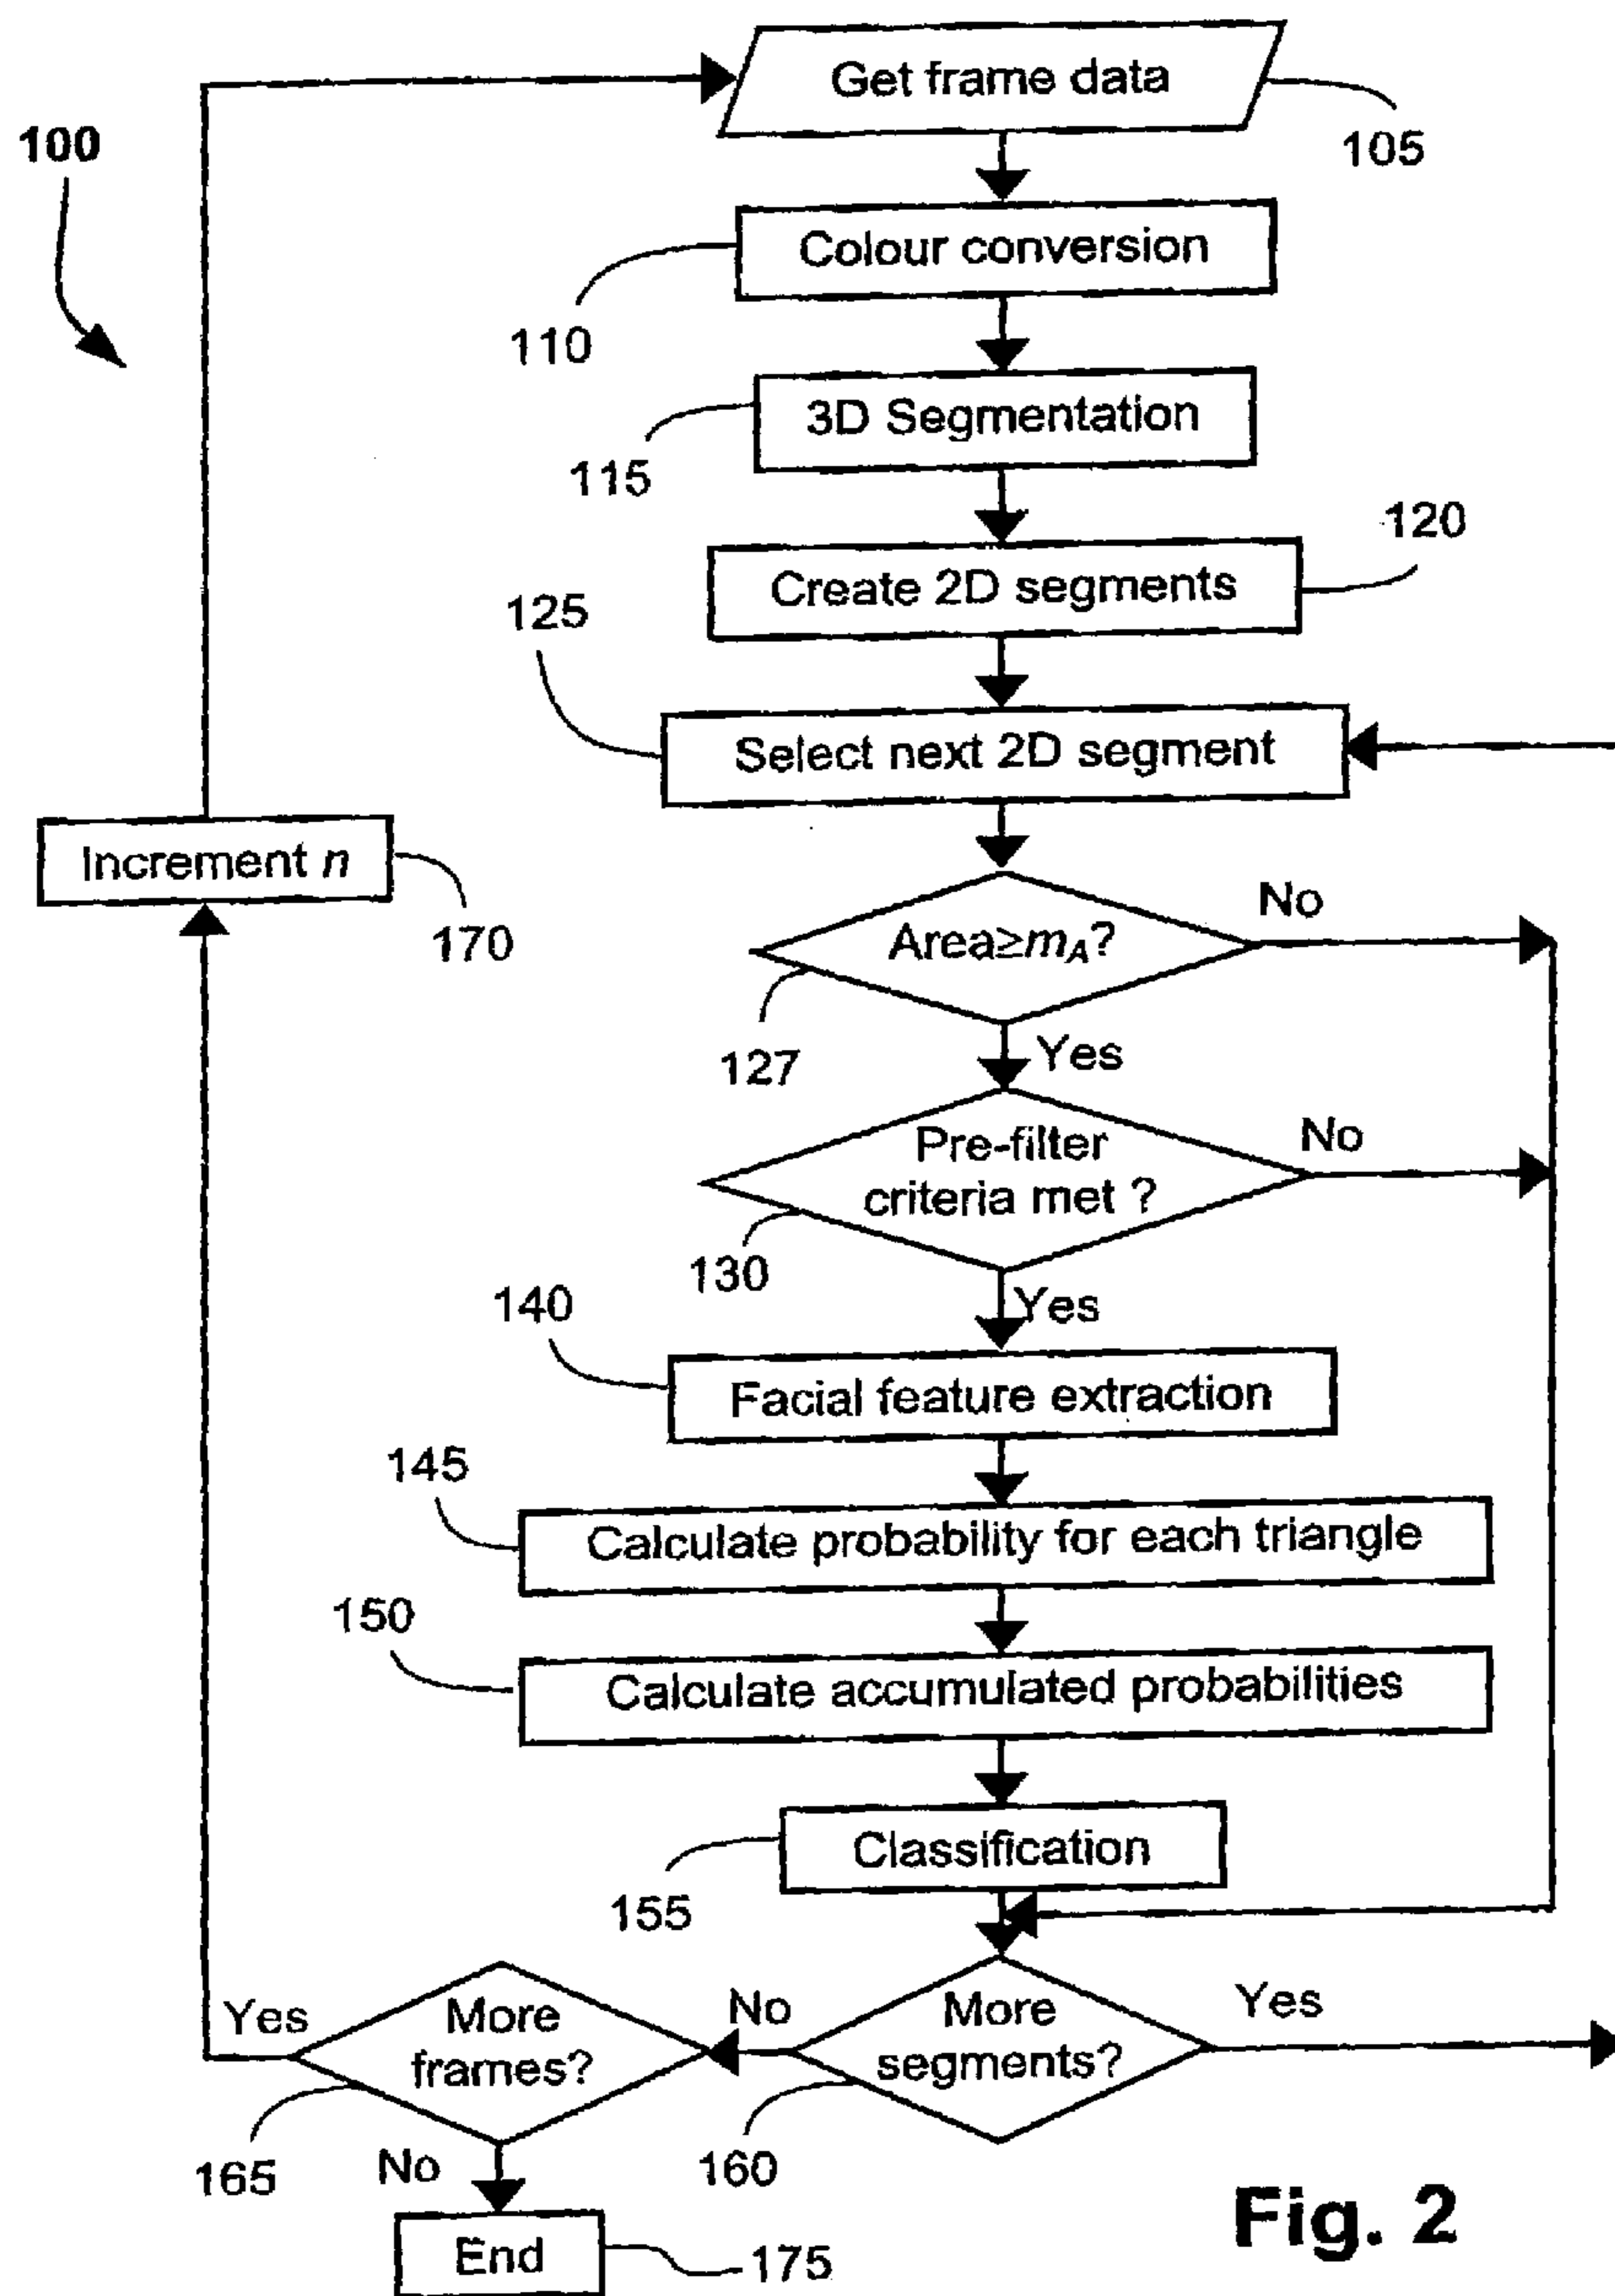 Get frame data
100
105
Colour conversion
110
3D Segmentation
115
120
Create 2D segments
125
Select next 2D segment
Increment n
170
No
Area≥mA?
127
Yes
No
Pre-filter
criteria met ?
130
Yes
140
Facial feature extraction
145
Calculate probability for each triangle
150
Calculate accumulated probabilities
Classification
155
Yes
More
frames?
No
More
segments?
Yes
165
No
160
End
175
Fig. 2